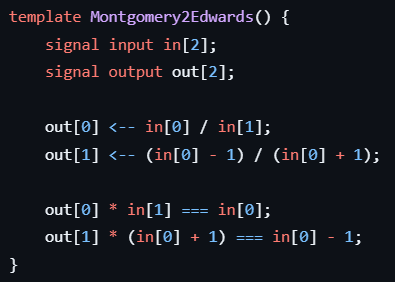 template Montgomery2Edwards() {
    signal input in[2];
    signal output out[2];

    out[0] <-- in[0] / in[1];
    out[1] <-- (in[0] - 1) / (in[0] + 1);

    out[0] * in[1] === in[0];
    out[1] * (in[0] + 1) === in[0] - 1;
}